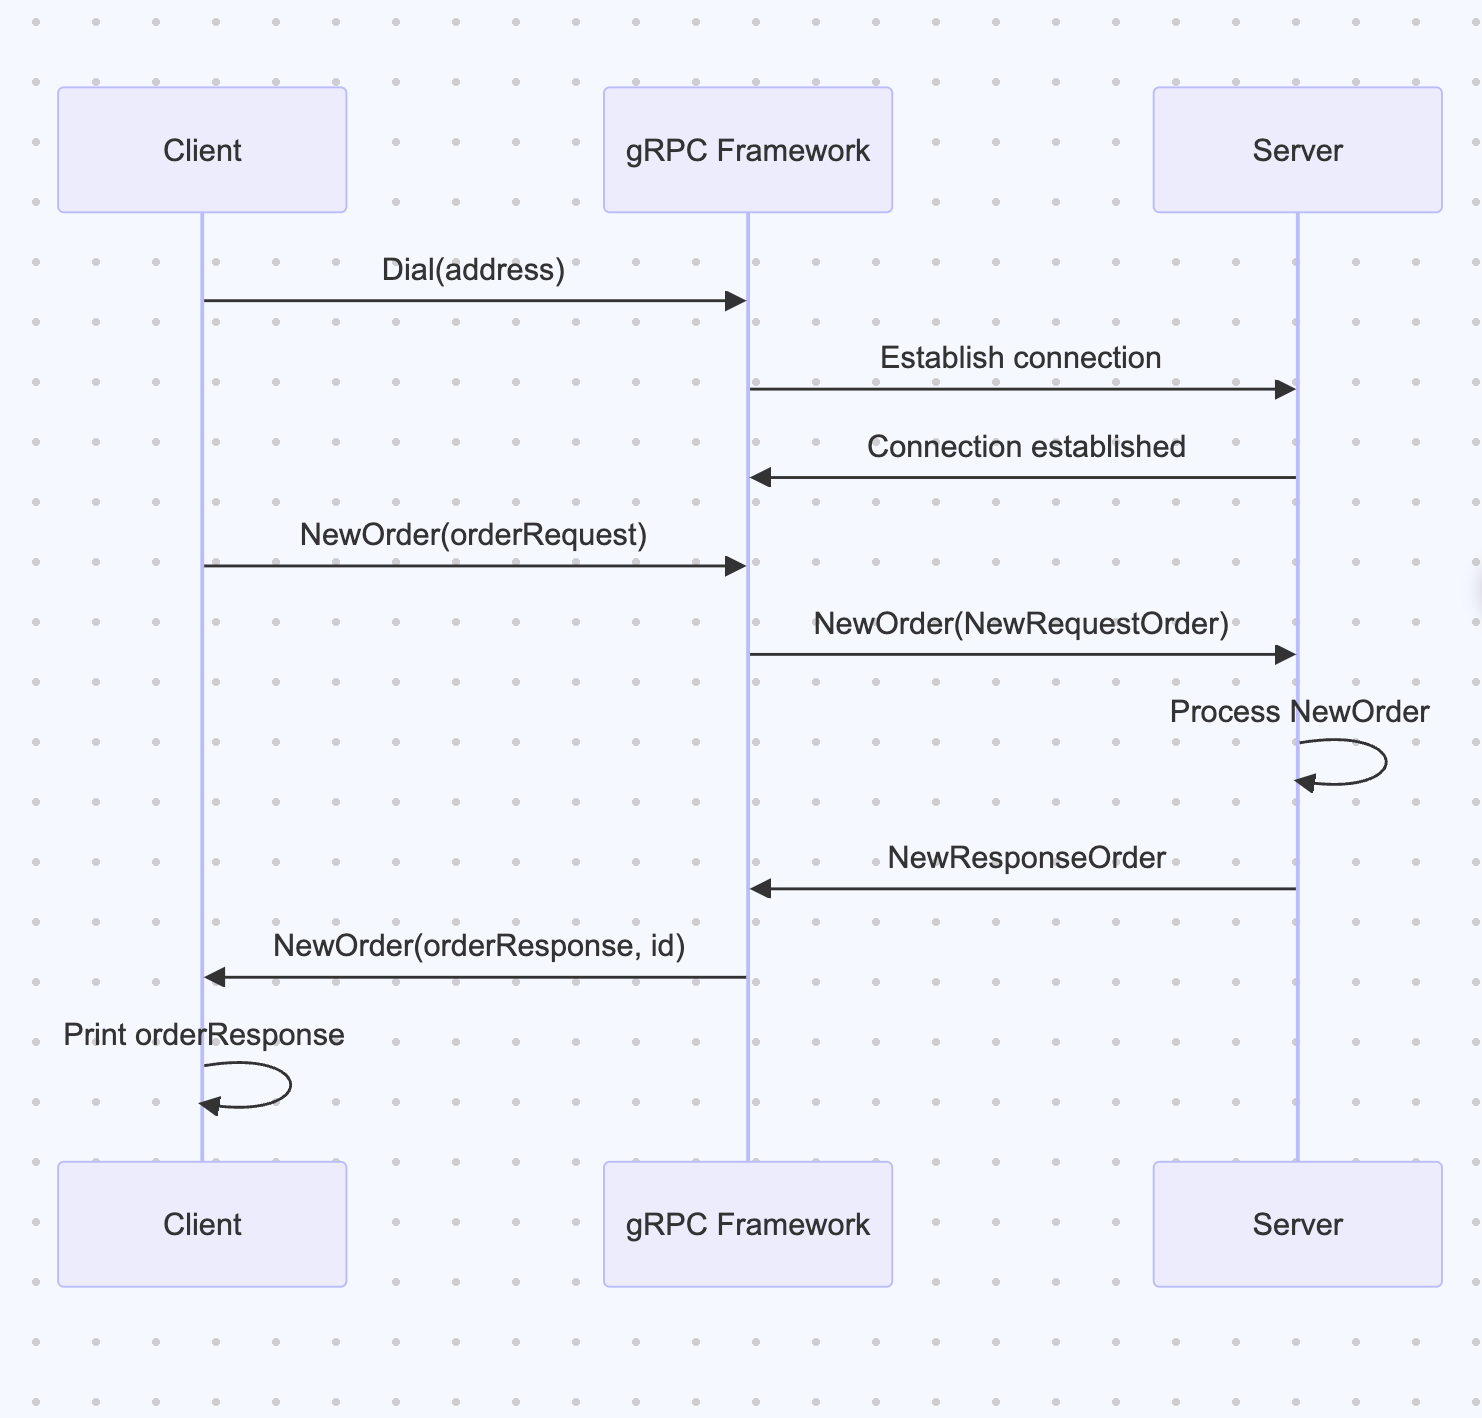 Client
gRPC Framework
Server
Dial(address)
Establish connection
Connection established
NewOrder(orderRequest)
NewOrder(NewRequestOrder)
Process NewOrder
NewResponseOrder
NewOrder(orderResponse, id)
Print orderResponse
Client
gRPC Framework
Server